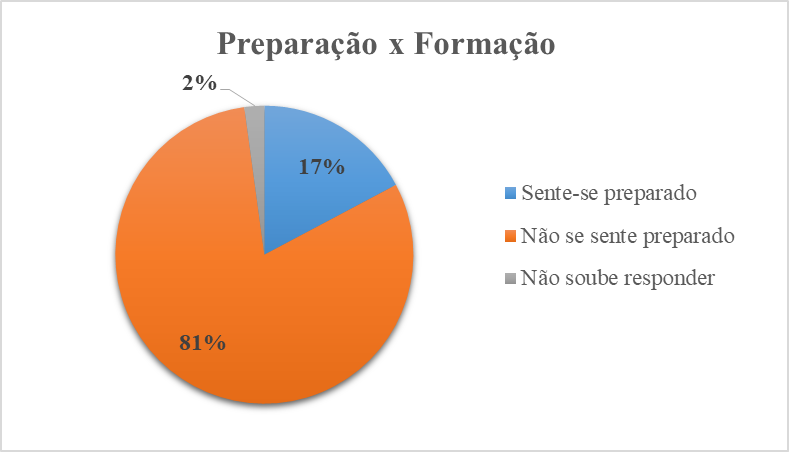 Preparação x Formação
2%
17%
81%
Sente-se preparado
Não se sente preparado
Não soube responder